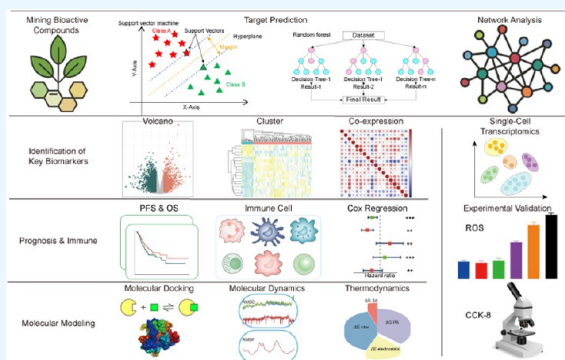 Mining Bioactive
Compounds
Target Prediction
Network Analysis
Support vector machine
Class A
Support Vectors
Hyperplane
Margin
Class B
Y-Axis
X-Axis
Random forest
Dataset
Decision Tree-1
Result-1
Decision Tree-1
Result-2
Decision Tree-n
Result-n
Final Result
Identification of
Key Biomarkers
Volcano
Cluster
Co-expression
Single-Cell
Transcriptomics
Prognosis & Immune
PFS & OS
Immune Cell
Cox Regression
Hazard ratio
Experimental Validation
ROS
Molecular Modeling
Molecular Docking
Molecular Dynamics
Thermodynamics
CCK-8